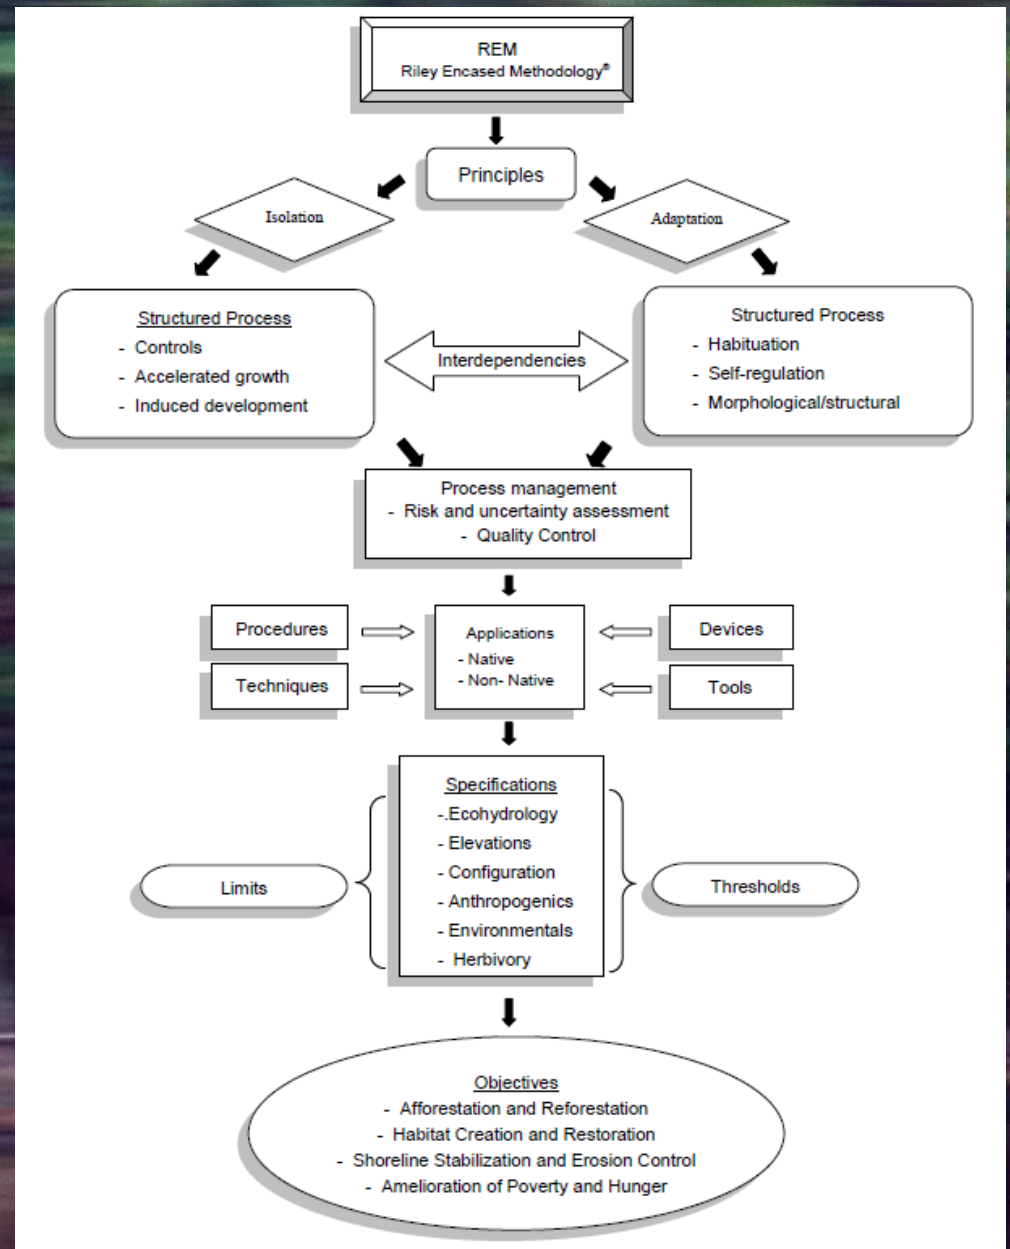 REM
Riley Encased Methodology®
Principles
Isolation
Adaptation
Structured Process
- Controls
- Accelerated growth
- Induced development
Interdependencies
Structured Process
- Habituation
- Self-regulation
- Morphological/structural
Process management
- Risk and uncertainty assessment
- Quality Control
Procedures
Techniques
Applications
- Native
- Non- Native
Devices
Tools
Specifications
-.Ecohydrology
- Elevations
- Configuration
- Anthropogenics
- Environmentals
- Herbivory
Limits
Thresholds
Objectives
- Afforestation and Reforestation
- Habitat Creation and Restoration
- Shoreline Stabilization and Erosion Control
- Amelioration of Poverty and Hunger